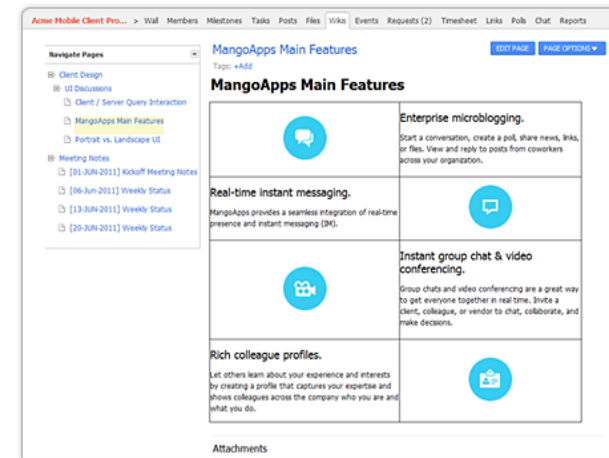 Acme Mobile Client Pro... > Wall Members Milestones Tasks Posts Files Wikis Events Requests (2) Timesheet Links Polls Chat Reports
Navigate Pages
Client Design
UI Discussions
Client / Server Query Interaction
MangoApps Main Features
Portrait vs. Landscape UI
Meeting Notes
[01-JUN-2011] Kickoff Meeting Notes
[06-Jun-2011] Weekly Status
[13-JUN-2011] Weekly Status
[20-JUN-2011] Weekly Status
MangoApps Main Features
EDIT PAGE PAGE OPTIONS
Tags: +Add
MangoApps Main Features
Enterprise microblogging.
Start a conversation, create a poll, share news, links,
or files. View and reply to posts from coworkers
across your organization.
Real-time instant messaging.
MangoApps provides a seamless integration of real-time
presence and instant messaging (IM).
Instant group chat & video
conferencing.
Group chats and video conferencing are a great way
to get everyone together in real time. Invite a
client, colleague, or vendor to chat, collaborate, and
make decisions.
Rich colleague profiles.
Let others learn about your experience and interests
by creating a profile that captures your expertise and
shows colleagues across the company who you are and
what you do.
Attachments